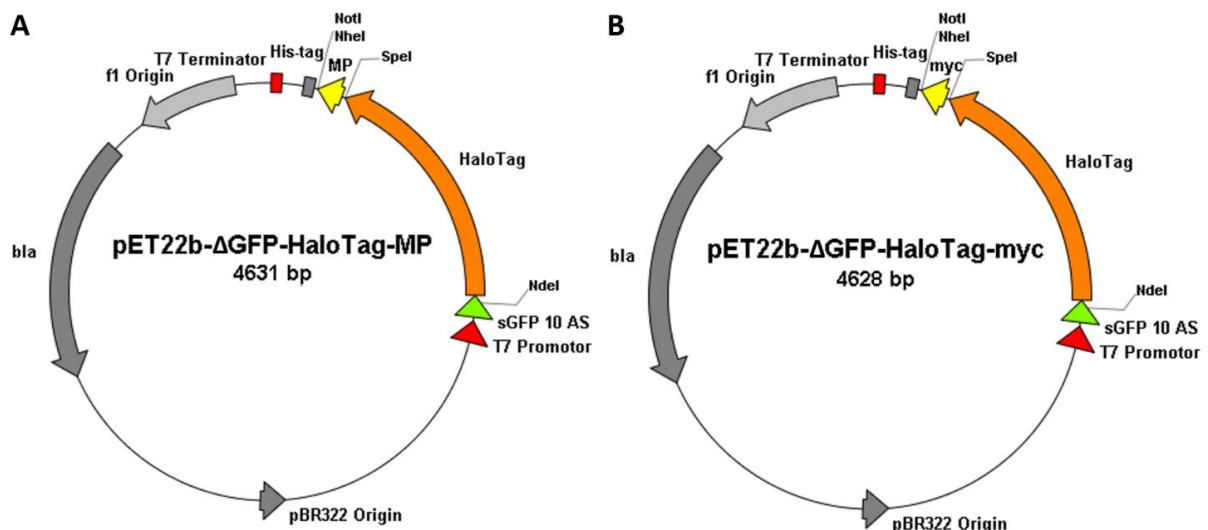 A
NotI
NheI
T7 Terminator
His-tag
MP
SpeI
f1 Origin
HaloTag
bla
pET22b-ΔGFP-HaloTag-MP
4631 bp
NdeI
sGFP 10 AS
T7 Promotor
pBR322 Origin
B
NotI
NheI
T7 Terminator
His-tag
myc
SpeI
f1 Origin
HaloTag
bla
pET22b-ΔGFP-HaloTag-myc
4628 bp
NdeI
sGFP 10 AS
T7 Promotor
pBR322 Origin